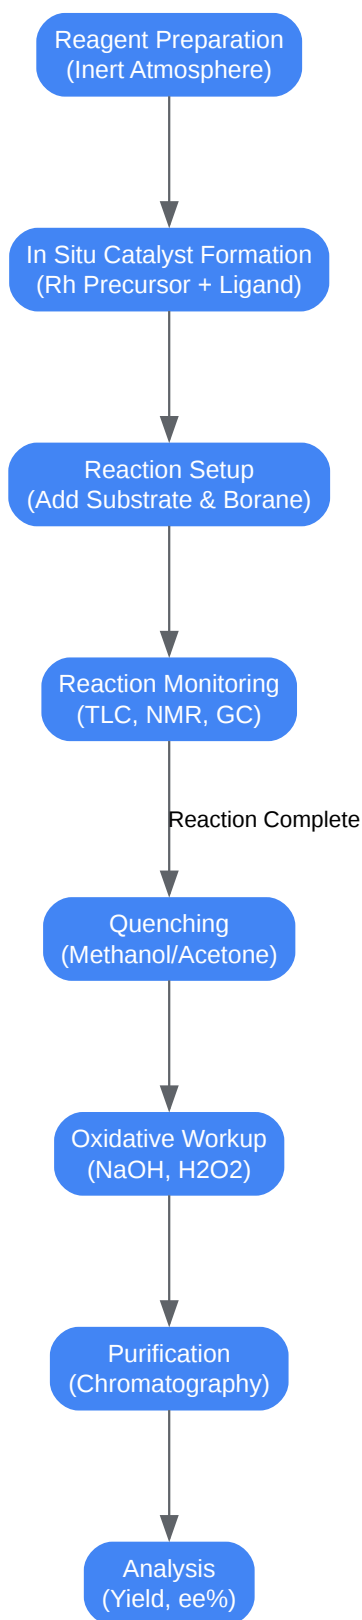 Reagent Preparation
(Inert Atmosphere)
In Situ Catalyst Formation
(Rh Precursor + Ligand)
Reaction Setup
(Add Substrate & Borane)
Reaction Monitoring
(TLC, NMR, GC)
Reaction Complete
Quenching
(Methanol/Acetone)
Oxidative Workup
(NaOH, H2O2)
Purification
(Chromatography)
Analysis
(Yield, ee%)